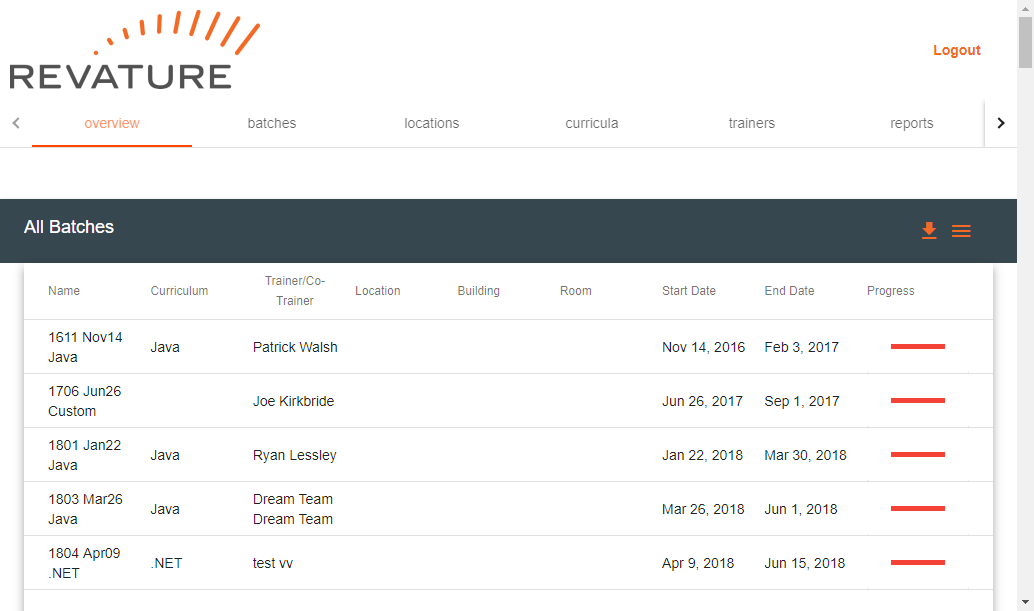 REVATURE
Logout
overview batches locations curricula trainers reports
All Batches
Name Curriculum Trainer/Co-Trainer Location Building Room Start Date End Date Progress
1611 Nov14 Java Java Patrick Walsh Nov 14, 2016 Feb 3, 2017
1706 Jun26 Custom Joe Kirkbride Jun 26, 2017 Sep 1, 2017
1801 Jan22 Java Java Ryan Lessley Jan 22, 2018 Mar 30, 2018
1803 Mar26 Java Java Dream Team Dream Team Mar 26, 2018 Jun 1, 2018
1804 Apr09 .NET .NET test vv Apr 9, 2018 Jun 15, 2018